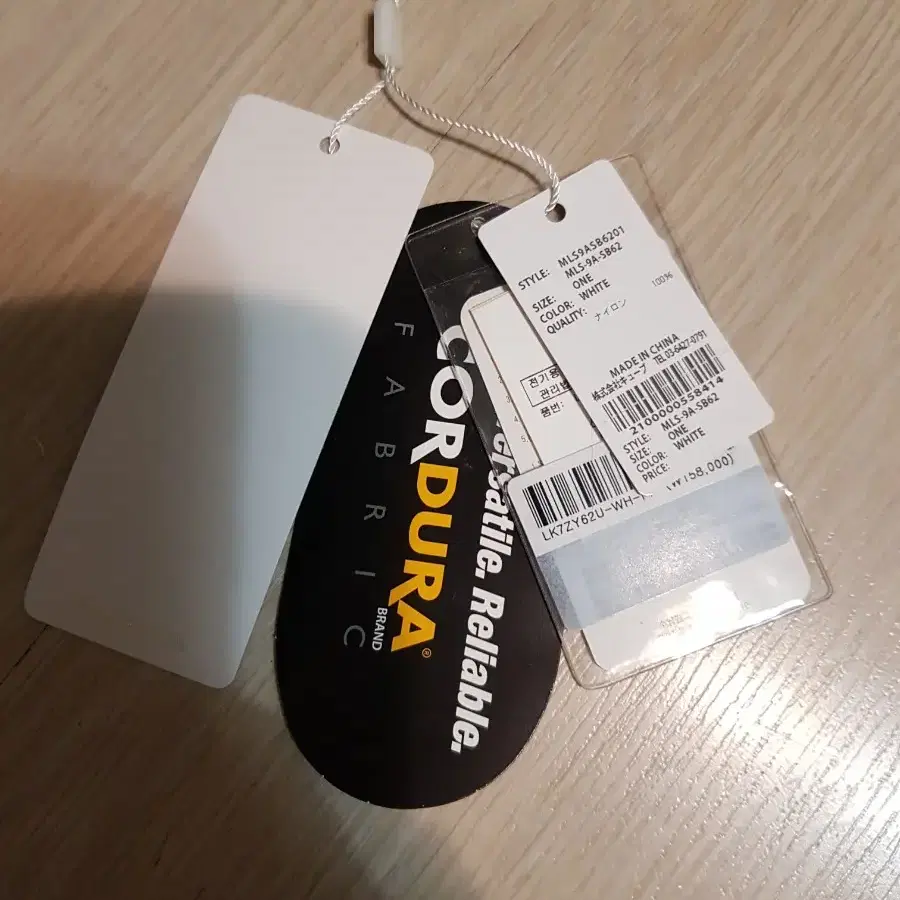 FABRIC
CORDURA
BRAND
®
Reliable.
STYLE: MLS9ASB6201
MLS-9A-SB62
SIZE: ONE
COLOR: WHITE
QUALITY: ナイロン 100%
MADE IN CHINA
株式会社キューブ TEL 03-6427-0791
2100000558414
STYLE: MLS-9A-SB62
SIZE: ONE
COLOR: WHITE
PRICE:
전기용
관리법
품번:
LK7ZY62U-WH-
158,000)